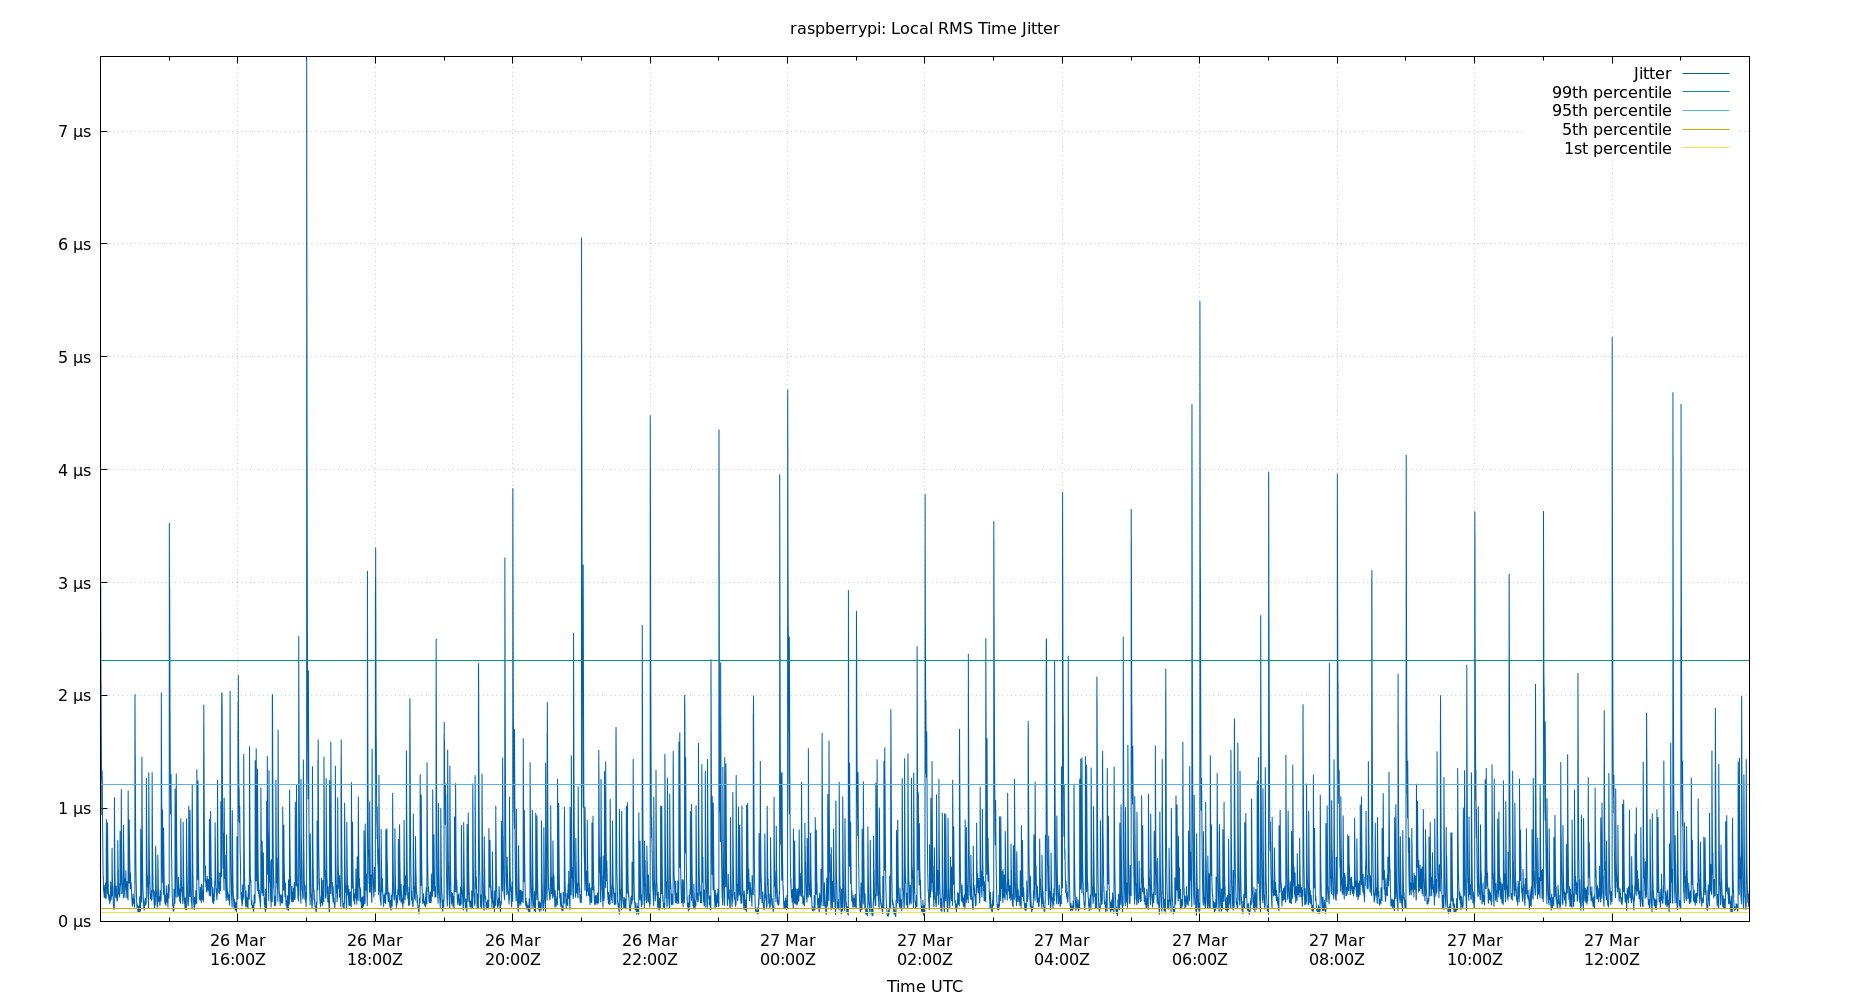 raspberrypi: Local RMS Time Jitter
Jitter
99th percentile
95th percentile
5th percentile
1st percentile
7 µs
6 µs
5 µs
4 µs
3 µs
2 µs
1 µs
0 µs
26 Mar 26 Mar 26 Mar 26 Mar 27 Mar 27 Mar 27 Mar 27 Mar 27 Mar 27 Mar 27 Mar
16:00Z 18:00Z 20:00Z 22:00Z 00:00Z 02:00Z 04:00Z 06:00Z 08:00Z 10:00Z 12:00Z
Time UTC